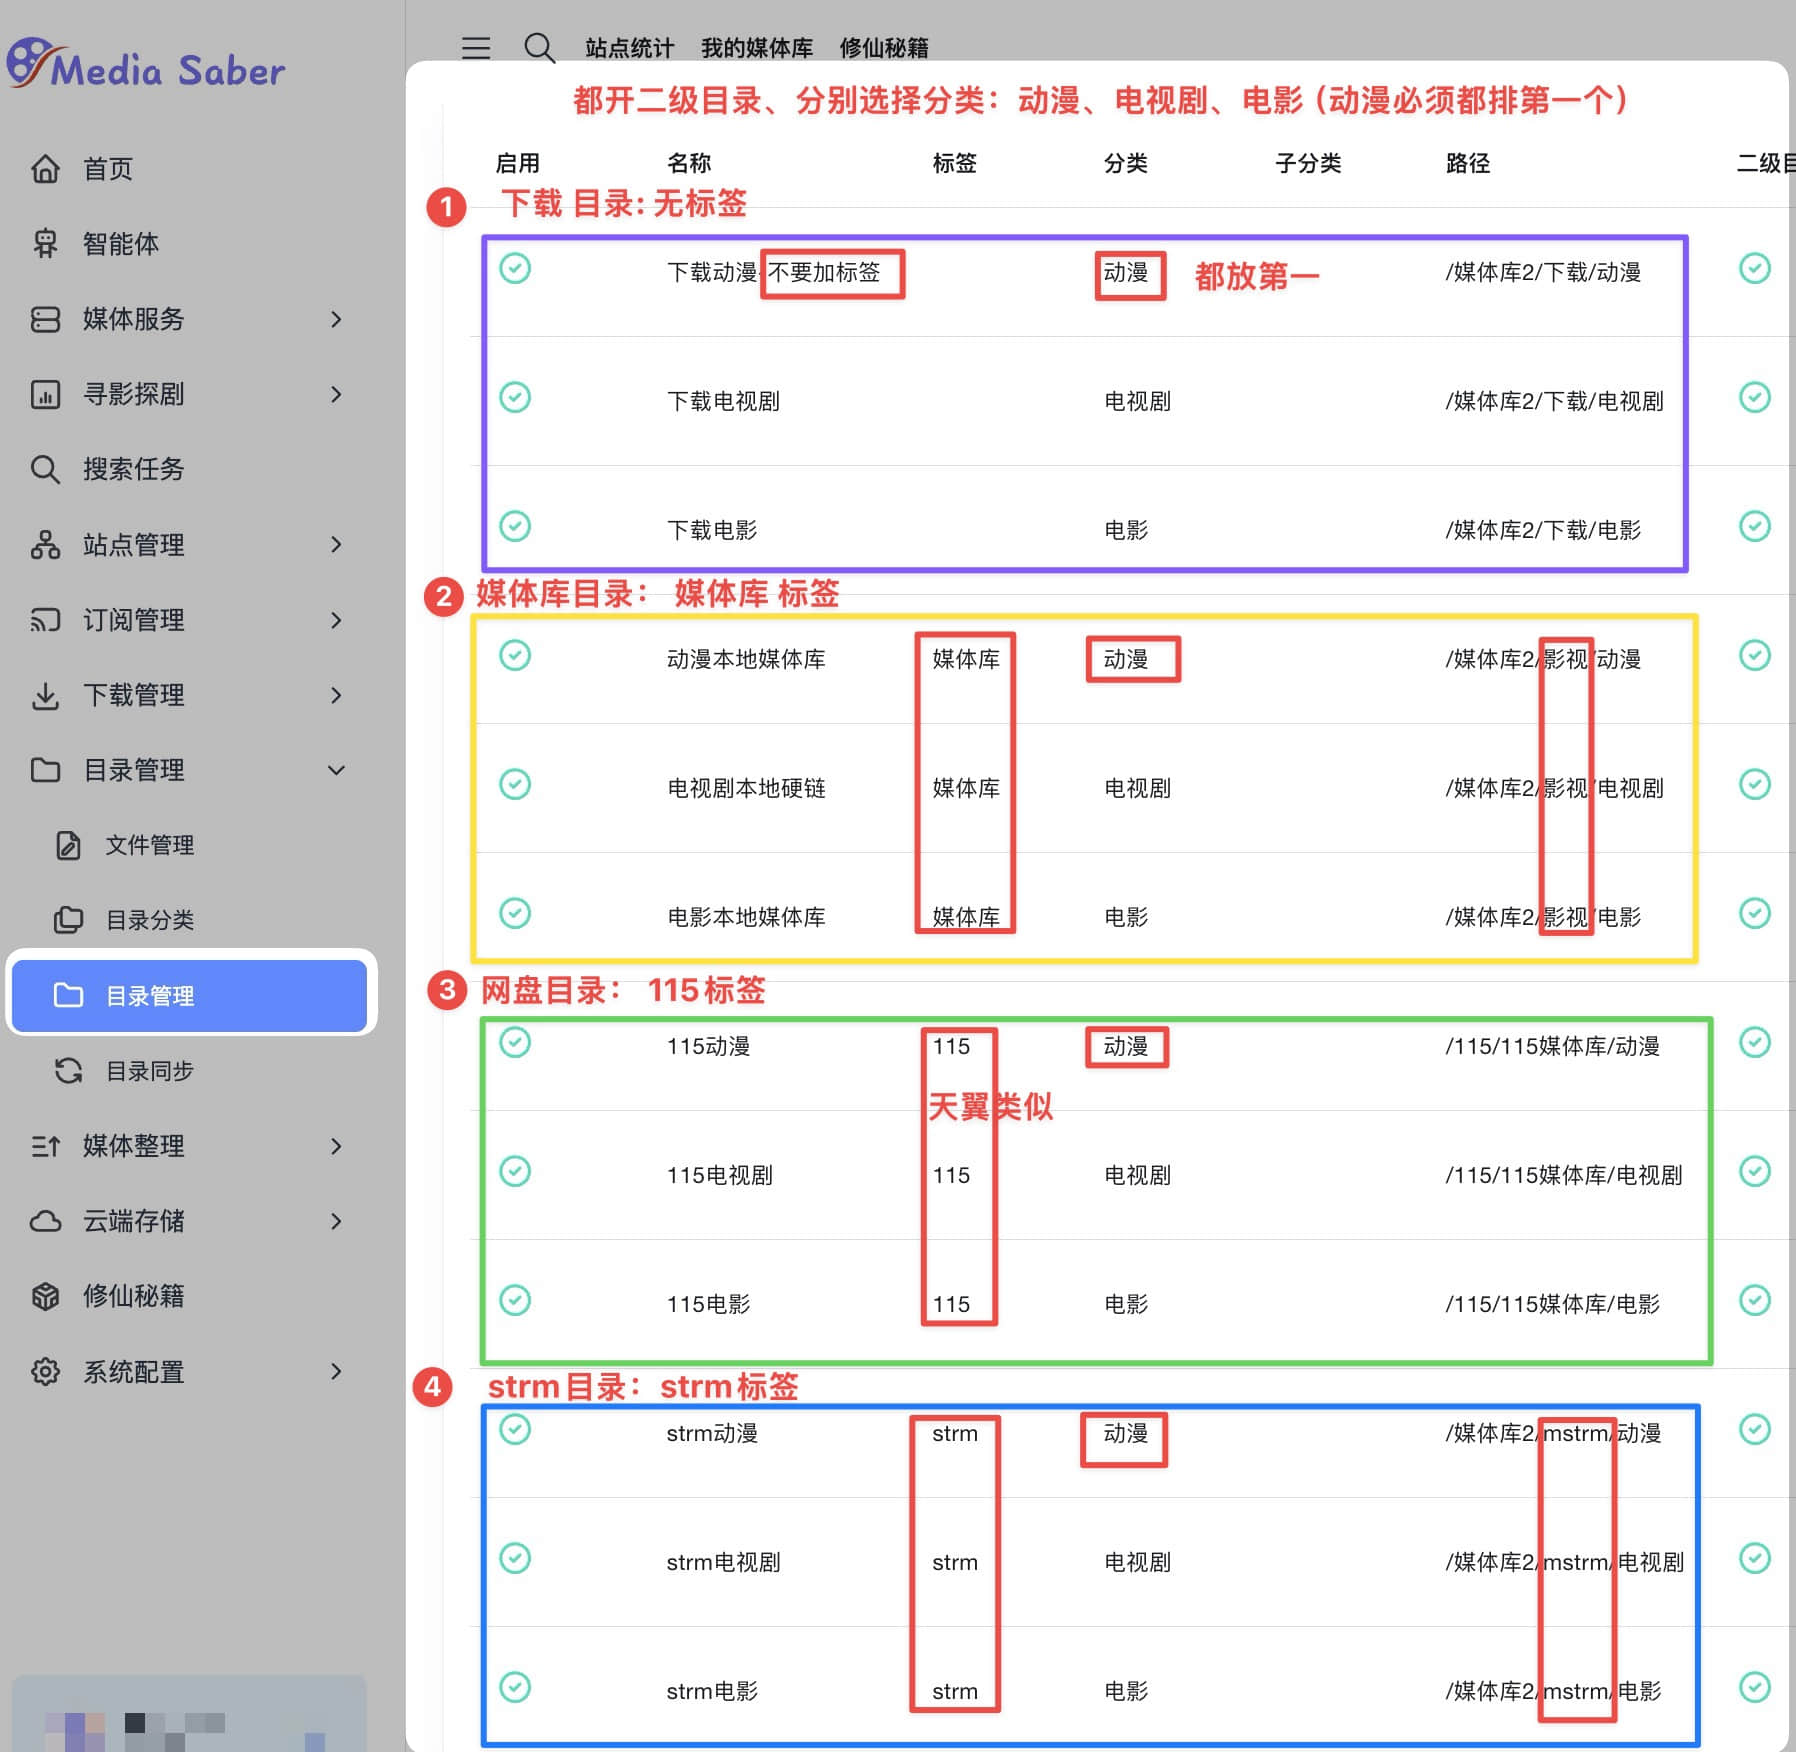 Media Saber
首页
智能体
媒体服务
寻影探剧
搜索任务
站点管理
订阅管理
下载管理
目录管理
文件管理
目录分类
目录管理
目录同步
媒体整理
云端存储
修仙秘籍
系统配置
站点统计 我的媒体库 修仙秘籍
都开二级目录、分别选择分类：动漫、电视剧、电影（动漫必须都排第一个）
启用 名称 标签 分类 子分类 路径 二级目
1 下载 目录: 无标签
下载动漫-不要加标签 动漫 都放第一 /媒体库2/下载/动漫
下载电视剧 电视剧 /媒体库2/下载/电视剧
下载电影 电影 /媒体库2/下载/电影
2 媒体库目录： 媒体库 标签
动漫本地媒体库 媒体库 动漫 /媒体库2/影视/动漫
电视剧本地硬链 媒体库 电视剧 /媒体库2/影视/电视剧
电影本地媒体库 媒体库 电影 /媒体库2/影视/电影
3 网盘目录： 115标签
115动漫 115 动漫 /115/115媒体库/动漫
天翼类似
115电视剧 115 电视剧 /115/115媒体库/电视剧
115电影 115 电影 /115/115媒体库/电影
4 strm目录：strm标签
strm动漫 strm 动漫 /媒体库2/mstrm/动漫
strm电视剧 strm 电视剧 /媒体库2/mstrm/电视剧
strm电影 strm 电影 /媒体库2/mstrm/电影